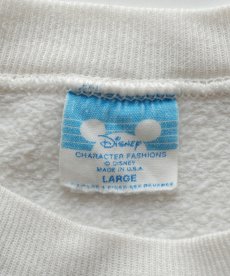 Disney
CHARACTER FASHIONS
© DISNEY
MADE IN U.S.A.
LARGE